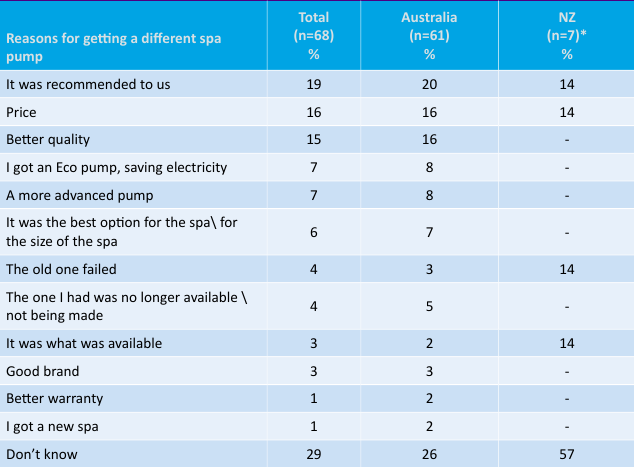 Reasons for getting a different spa pump Total (n=68) % Australia (n=61) % NZ (n=7)* %
It was recommended to us 19 20 14
Price 16 16 14
Better quality 15 16 -
I got an Eco pump, saving electricity 7 8 -
A more advanced pump 7 8 -
It was the best option for the spa\ for the size of the spa 6 7 -
The old one failed 4 3 14
The one I had was no longer available \ not being made 4 5 -
It was what was available 3 2 14
Good brand 3 3 -
Better warranty 1 2 -
I got a new spa 1 2 -
Don’t know 29 26 57